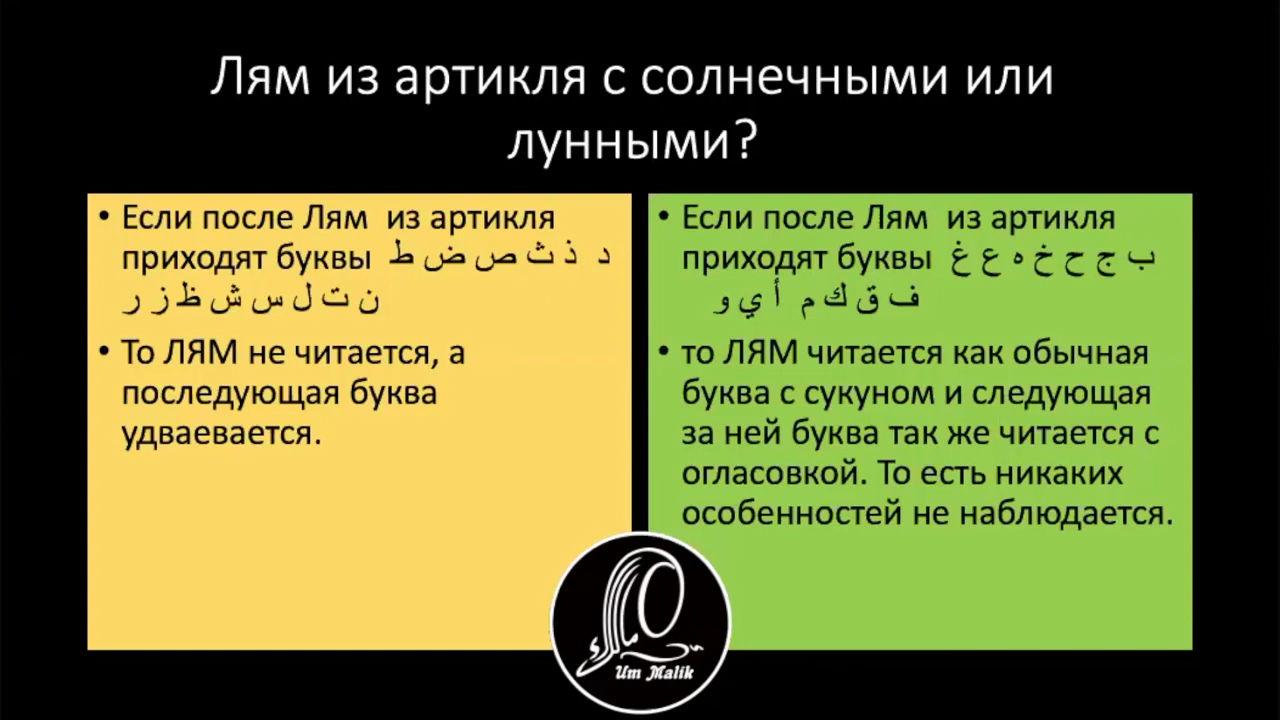 Лям из артикля с солнечными или
лунными?
• Если после Лям из артикля
приходят буквы د ذ ث ص ض ط
ن ت ل س ش ظ ز ر
• То ЛЯМ не читается, а
последующая буква
удваевается.
• Если после Лям из артикля
приходят буквы ب ج ح خ ه ع غ
ف ق ك م أ ي و
• то ЛЯМ читается как обычная
буква с сукуном и следующая
за ней буква так же читается с
огласовкой. То есть никаких
особенностей не наблюдается.
Um Malik